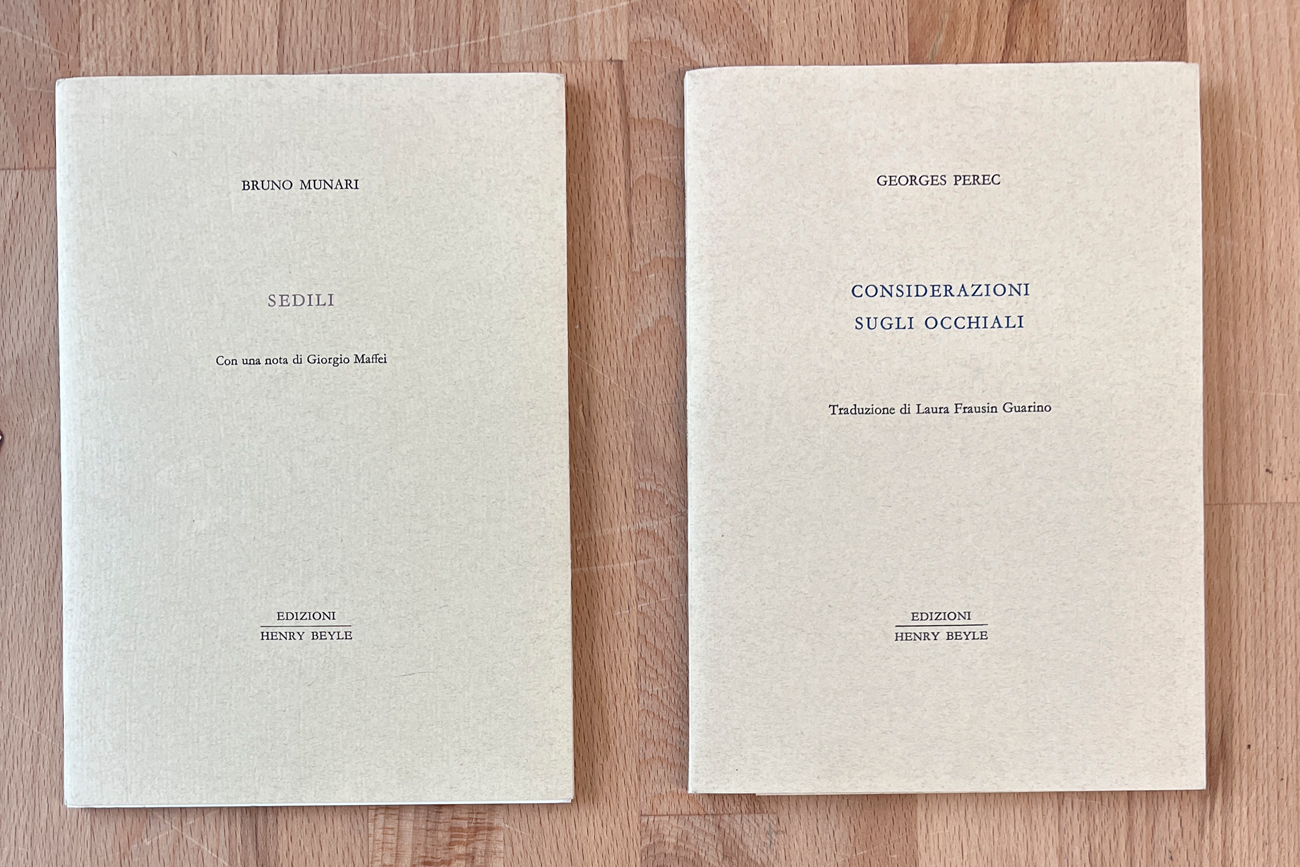 BRUNO MUNARI
SEDILI
Con una nota di Giorgio Maffei
EDIZIONI
HENRY BEYLE
GEORGES PEREC
CONSIDERAZIONI
SUGLI OCCHIALI
Traduzione di Laura Frausin Guarino
EDIZIONI
HENRY BEYLE